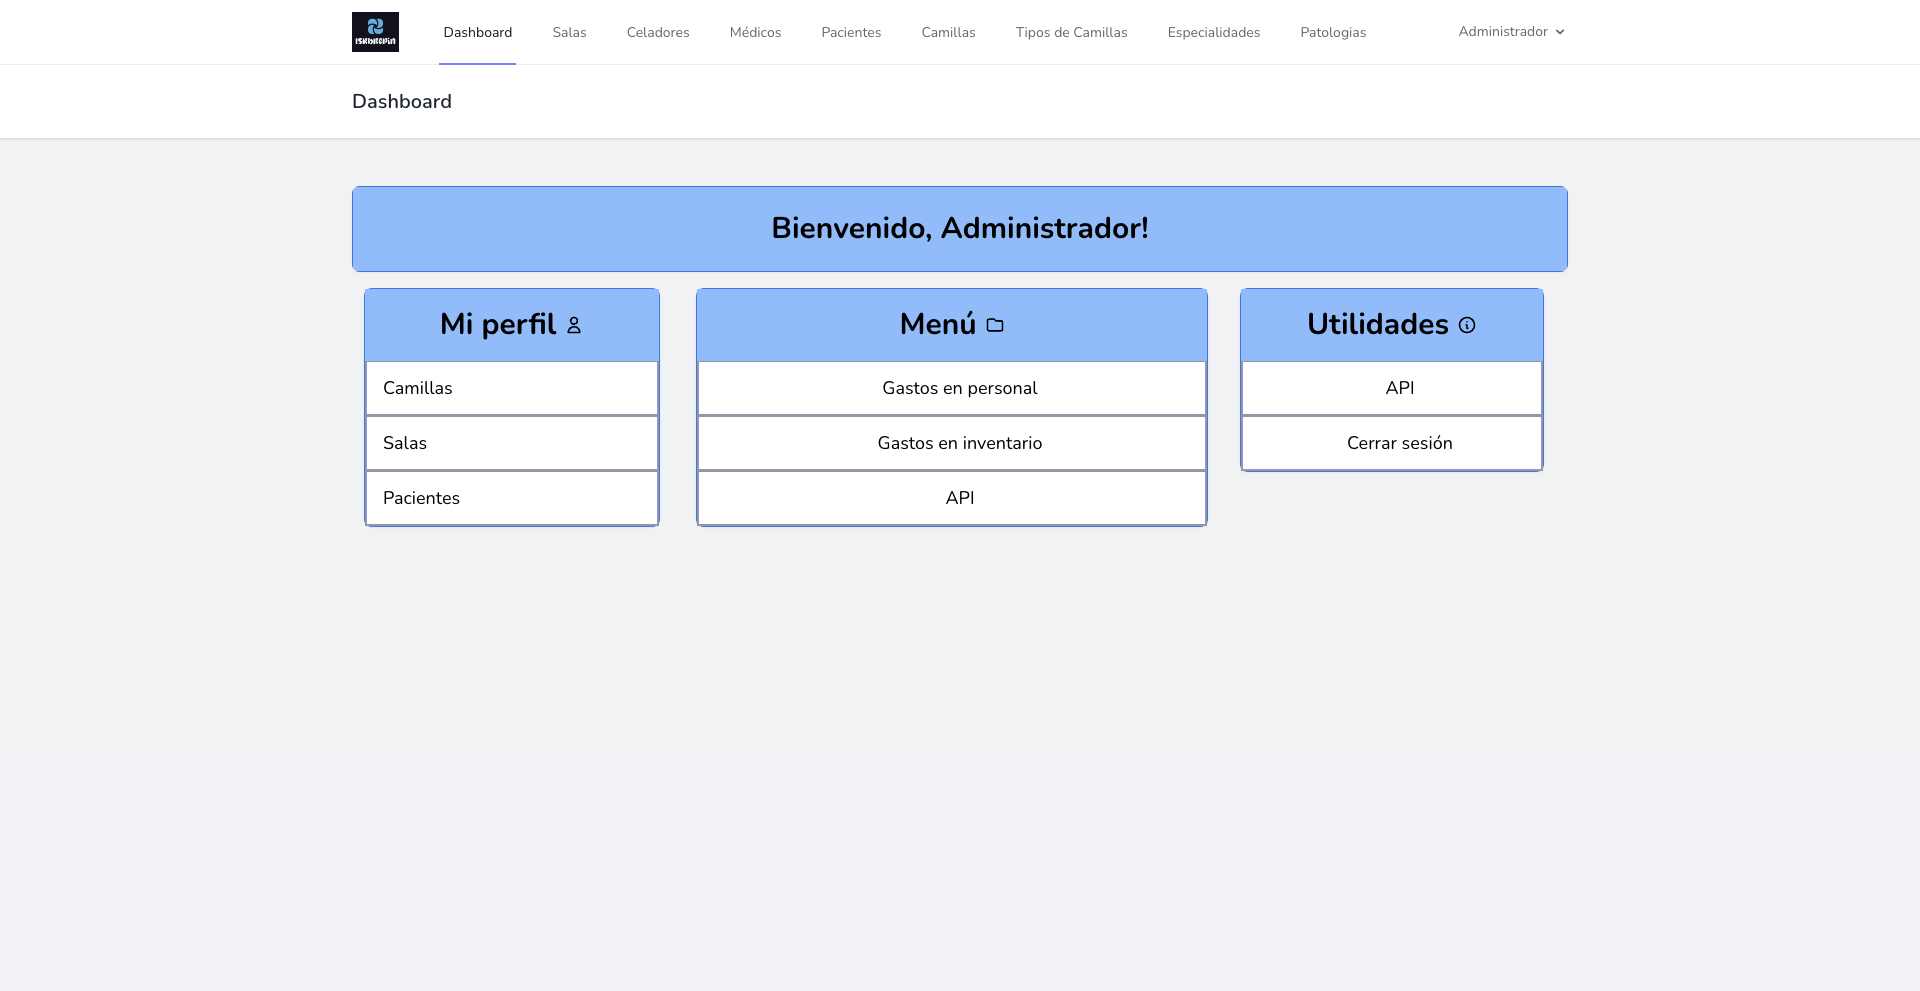 Dashboard Salas Celadores Médicos Pacientes Camillas Tipos de Camillas Especialidades Patologias Administrador
Dashboard
Bienvenido, Administrador!
Mi perfil
Camillas
Salas
Pacientes
Menú
Gastos en personal
Gastos en inventario
API
Utilidades
API
Cerrar sesión